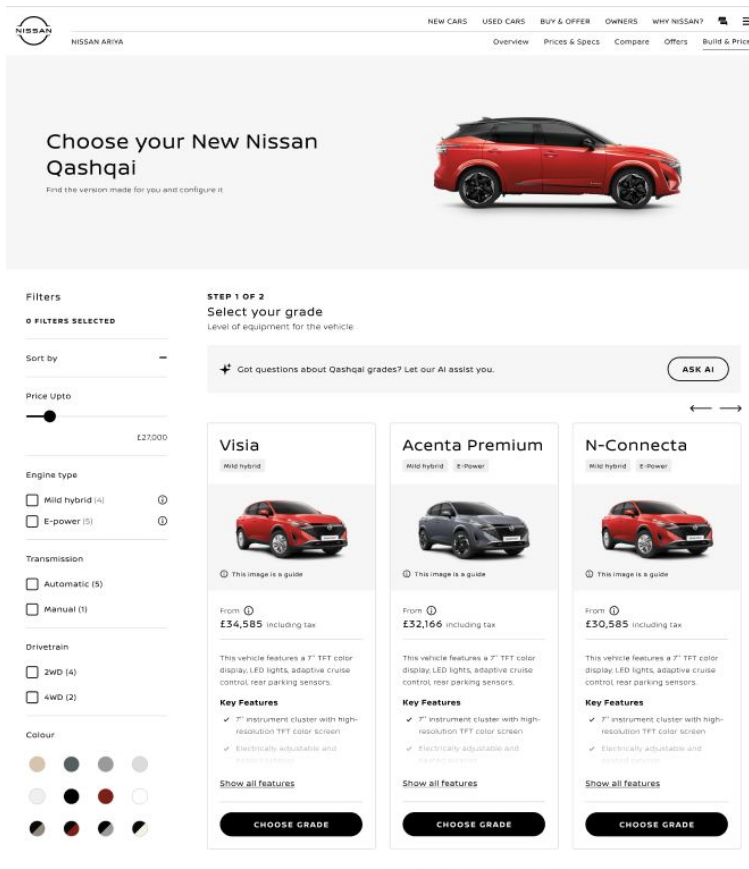 NEW CARS USED CARS BUY & OFFER OWNERS WHY NISSAN?
NISSAN
NISSAN ARIYA
Overview Prices & Specs Compare Offers Build & Price
Choose your New Nissan
Qashqai
Find the version made for you and configure it
Filters
0 FILTERS SELECTED
Sort by
Price Upto
£27,000
Engine type
Mild hybrid (4)
E-power (5)
Transmission
Automatic (5)
Manual (1)
Drivetrain
2WD (4)
4WD (2)
Colour
STEP 1 OF 2
Select your grade
Level of equipment for the vehicle
Got questions about Qashqai grades? Let our AI assist you.
ASK AI
Visia
Mild hybrid
This image is a guide
From
£34,585 including tax
This vehicle features a 7" TFT color
display, LED lights, adaptive cruise
control, rear parking sensors.
Key Features
7" instrument cluster with high-
resolution TFT color screen
Electrically adjustable and
Show all features
CHOOSE GRADE
Acenta Premium
Mild hybrid E-Power
This image is a guide
From
£32,166 including tax
This vehicle features a 7" TFT color
display, LED lights, adaptive cruise
control, rear parking sensors.
Key Features
7" instrument cluster with high-
resolution TFT color screen
Electrically adjustable and
Show all features
CHOOSE GRADE
N-Connecta
Mild hybrid E-Power
This image is a guide
From
£30,585 including tax
This vehicle features a 7" TFT color
display, LED lights, adaptive cruise
control, rear parking sensors.
Key Features
7" instrument cluster with high-
resolution TFT color screen
Electrically adjustable and
Show all features
CHOOSE GRADE